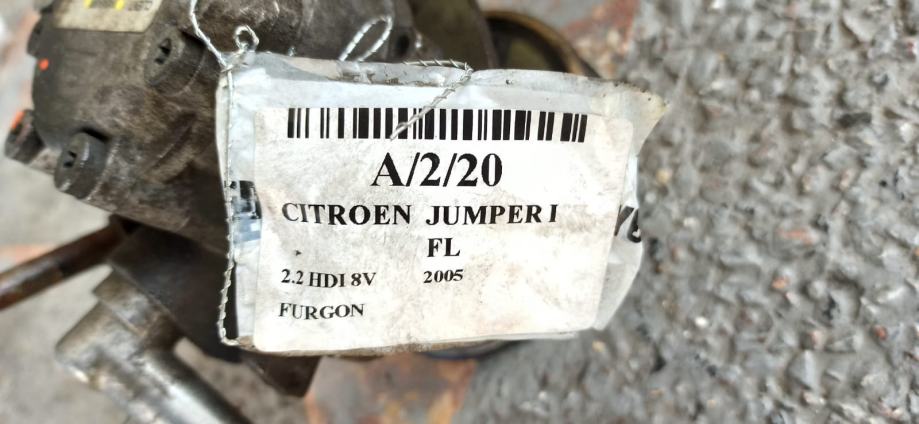 A/2/20
CITROEN JUMPER I
FL
2.2 HDI 8V 2005
FURGON